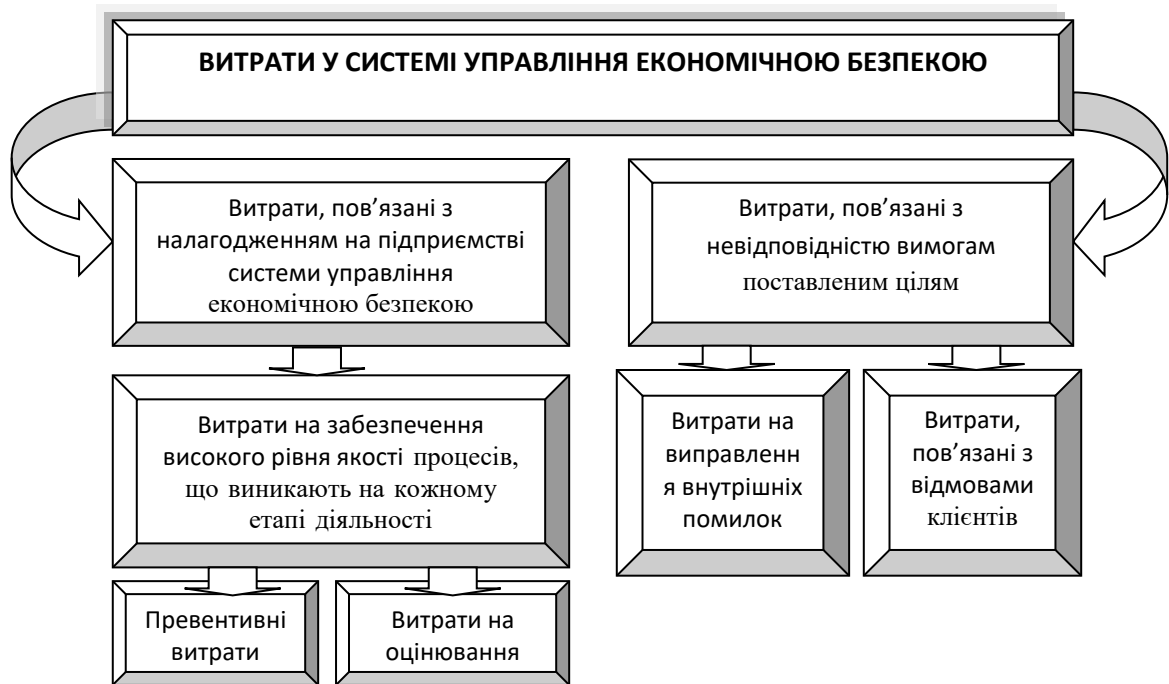 ВИТРАТИ У СИСТЕМІ УПРАВЛІННЯ ЕКОНОМІЧНОЮ БЕЗПЕКОЮ
Витрати, пов’язані з
налагодженням на підприємстві
системи управління
економічною безпекою
Витрати, пов’язані з
невідповідністю вимогам
поставленим цілям
Витрати на забезпечення
високого рівня якості процесів,
що виникають на кожному
етапі діяльності
Витрати на
виправленн
я внутрішніх
помилок
Витрати,
пов’язані з
відмовами
клієнтів
Превентивні
витрати
Витрати на
оцінювання